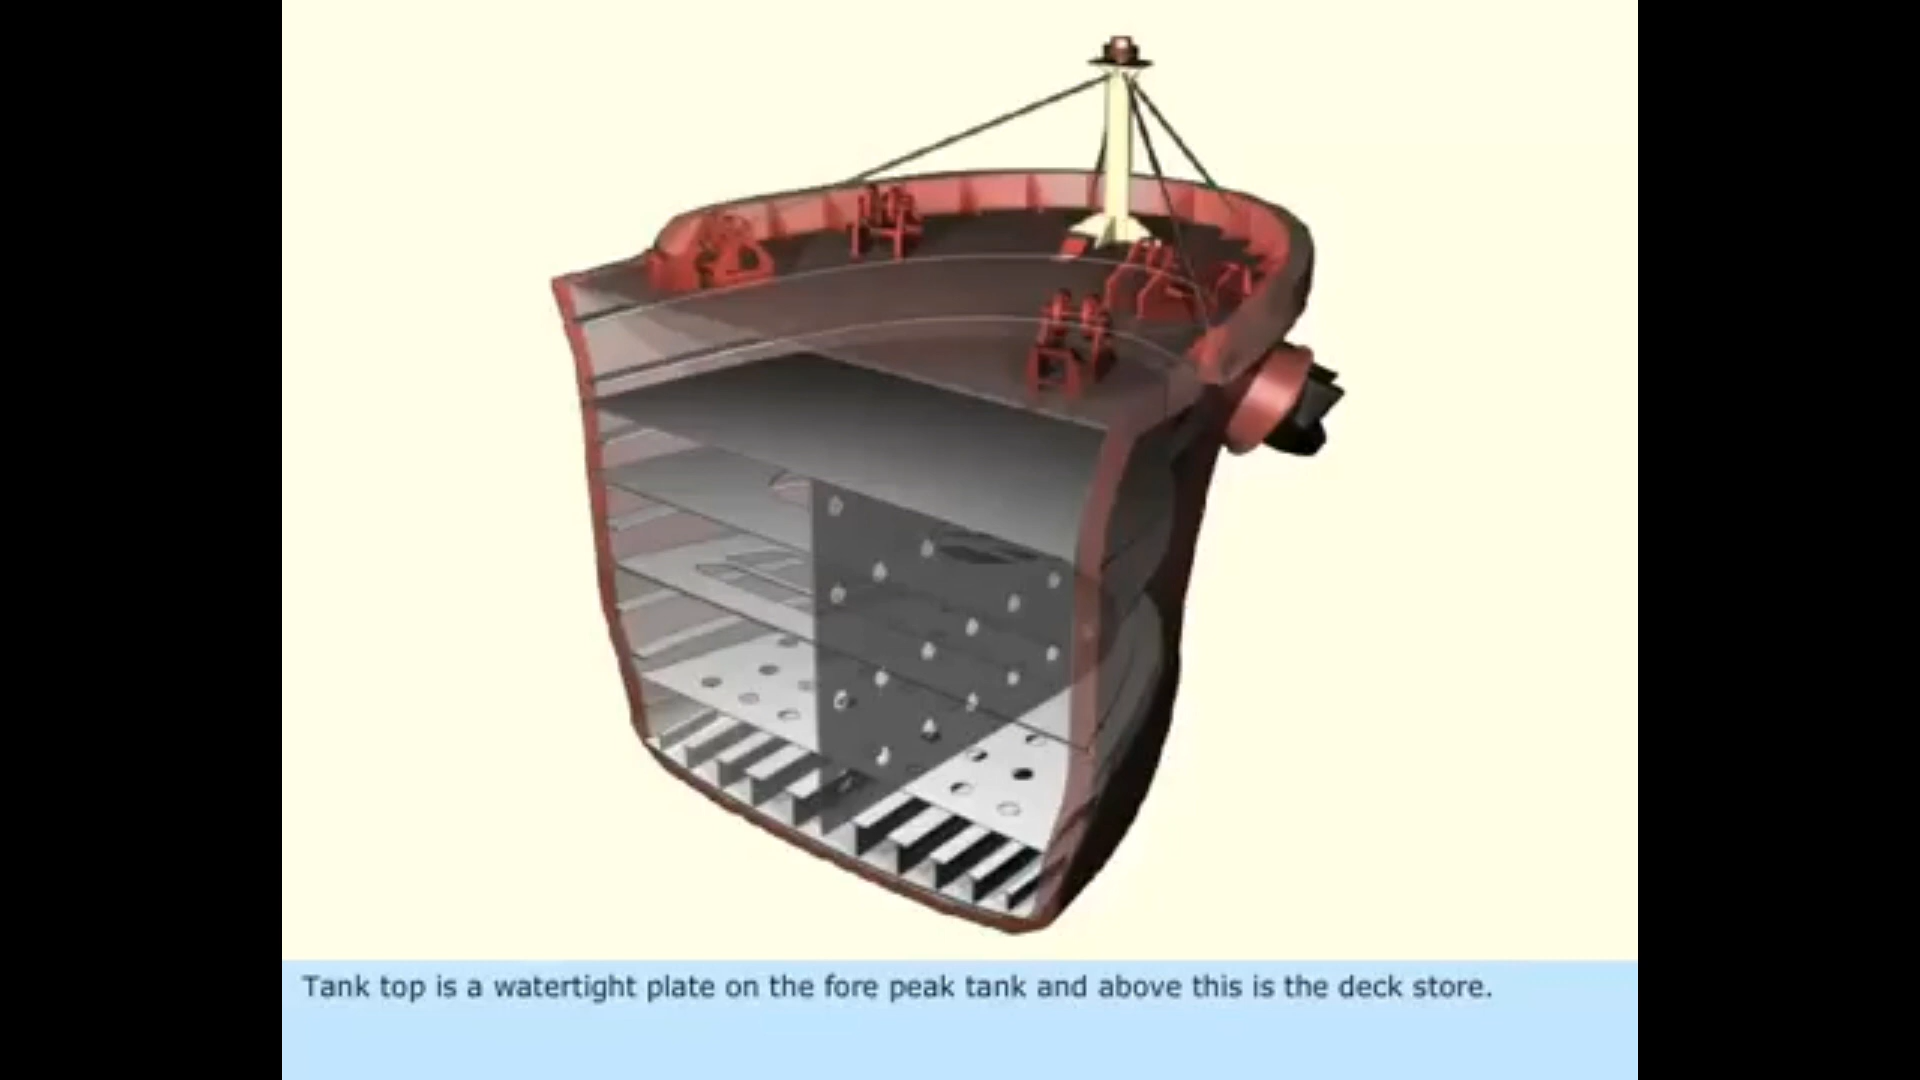 Tank top is a watertight plate on the fore peak tank and above this is the deck store.